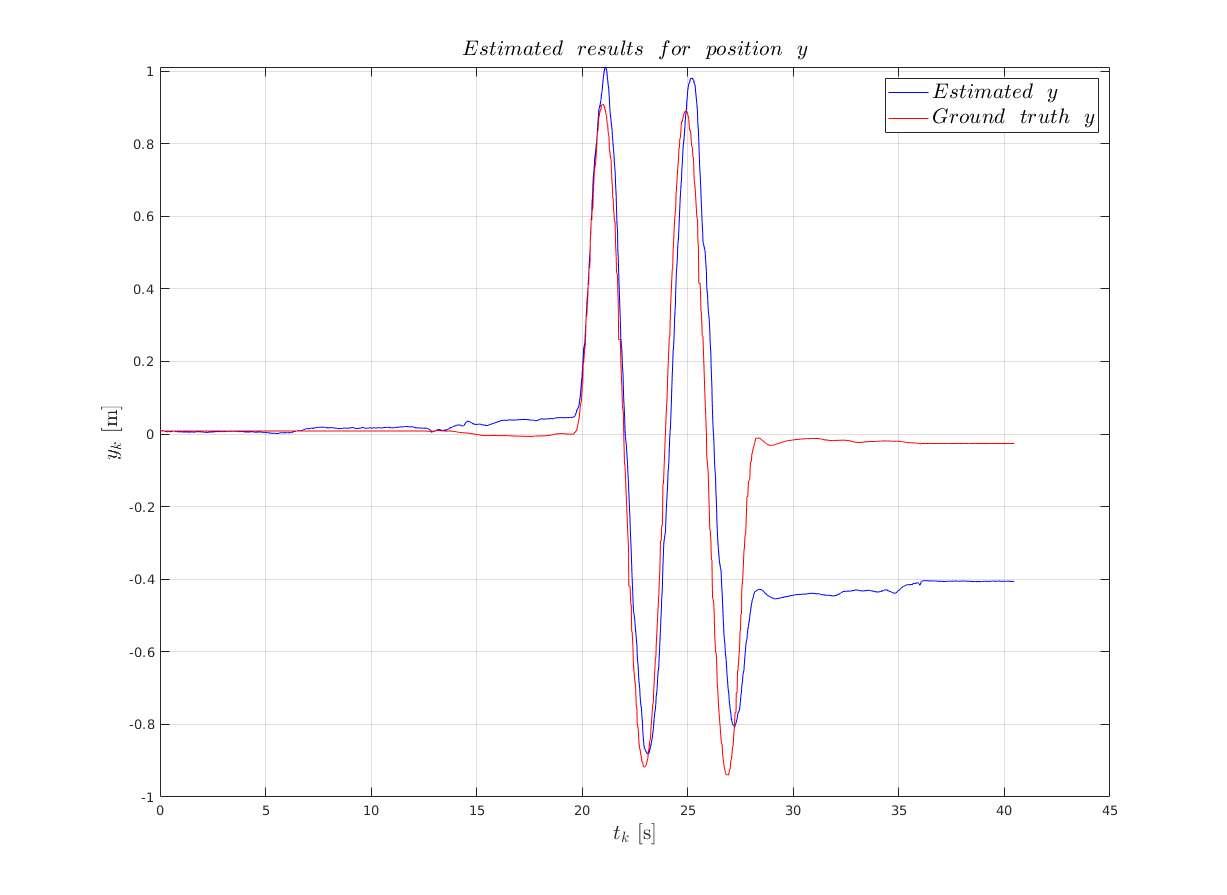 Estimated results for position y
Estimated y
Ground truth y
1
0.8
0.6
0.4
0.2
0
-0.2
-0.4
-0.6
-0.8
-1
y_k [m]
0 5 10 15 20 25 30 35 40 45
t_k [s]